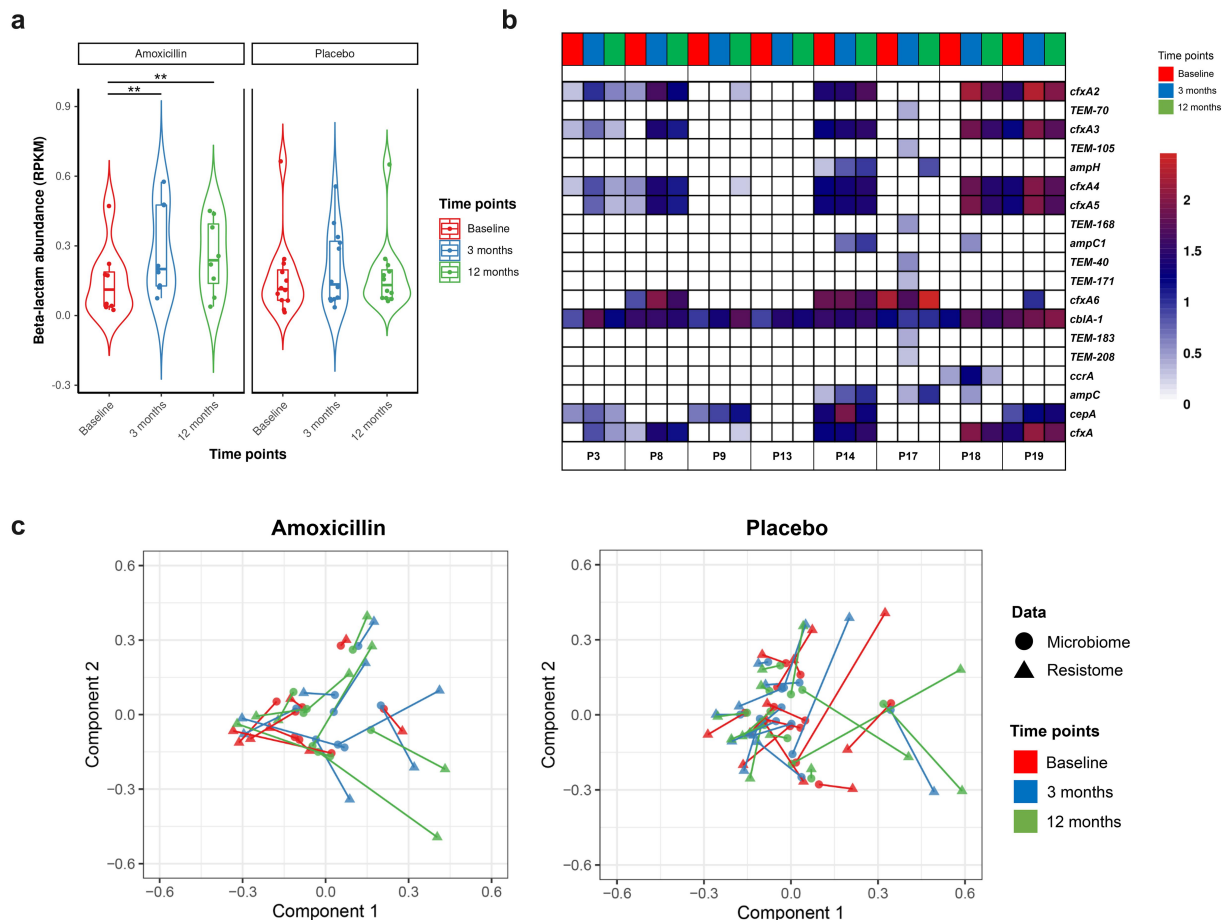 a
Amoxicillin Placebo
** 
**
Beta-lactam abundance (RPKM)
0.9
0.6
0.3
0.0
-0.3
Baseline 3 months 12 months Baseline 3 months 12 months
Time points
Time points
Baseline
3 months
12 months
b
cfxA2
TEM-70
cfxA3
TEM-105
ampH
cfxA4
cfxA5
TEM-168
ampC1
TEM-40
TEM-171
cfxA6
cblA-1
TEM-183
TEM-208
ccrA
ampC
cepA
cfxA
P3 P8 P9 P13 P14 P17 P18 P19
Time points
Baseline
3 months
12 months
2
1.5
1
0.5
0
c
Amoxicillin
Component 2
0.6
0.3
0.0
-0.3
-0.6
-0.6 -0.3 0.0 0.3 0.6
Component 1
Placebo
Component 2
0.6
0.3
0.0
-0.3
-0.6
-0.6 -0.3 0.0 0.3 0.6
Component 1
Data
Microbiome
Resistome
Time points
Baseline
3 months
12 months